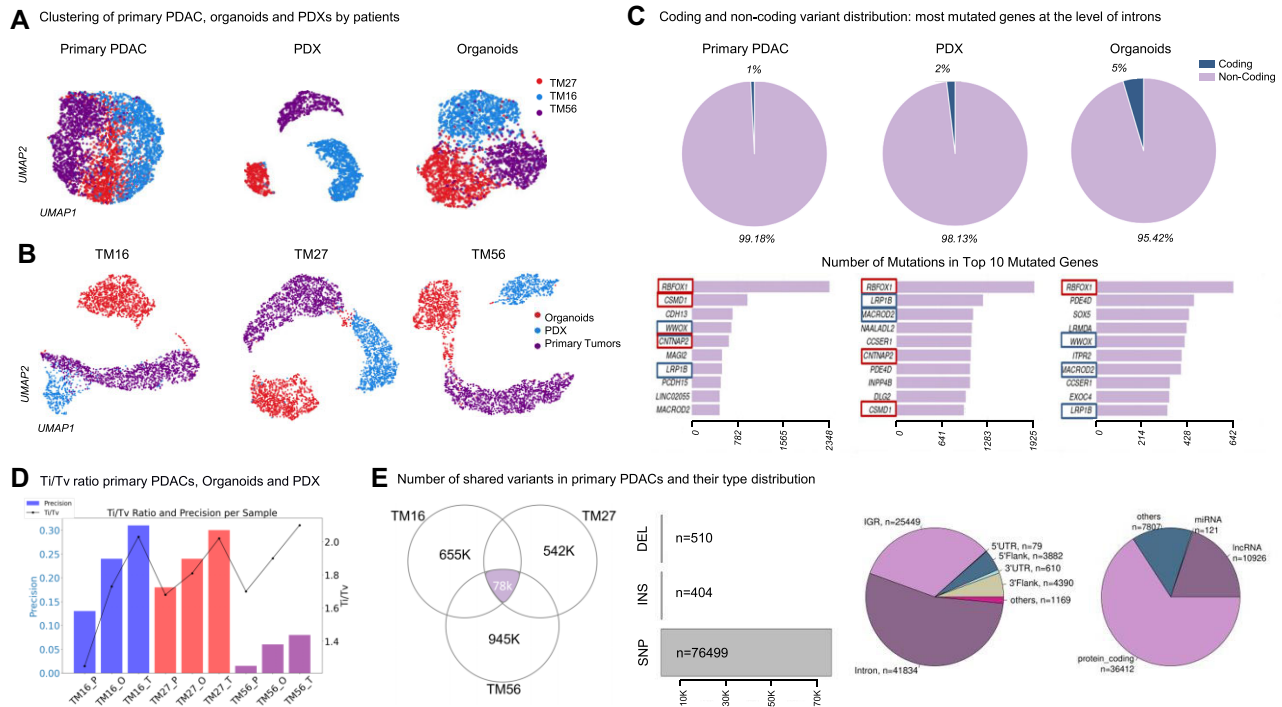 A Clustering of primary PDAC, organoids and PDXs by patients
Primary PDAC
PDX
Organoids
TM27
TM16
TM56
UMAP2
UMAP1
B
TM16
TM27
TM56
Organoids
PDX
Primary Tumors
UMAP2
UMAP1
C Coding and non-coding variant distribution: most mutated genes at the level of introns
Primary PDAC
PDX
Organoids
1%
2%
5%
Coding
Non-Coding
99.18%
98.13%
95.42%
Number of Mutations in Top 10 Mutated Genes
RBFOX1
CSMD1
CDH13
WWOX
CNTNAP2
MAGI2
LRP1B
PCDH15
LINC02055
MACROD2
0
782
1565
2348
RBFOX1
LRP1B
MACROD2
NAALADL2
CCSER1
CNTNAP2
PDE4D
INPP4B
DLG2
CSMD1
0
641
1283
1925
RBFOX1
PDE4D
SOX5
LRMDA
WWOX
ITPR2
MACROD2
CCSER1
EXOC4
LRP1B
0
214
428
642
D Ti/Tv ratio primary PDACs, Organoids and PDX
Precision
Ti/Tv
Ti/Tv Ratio and Precision per Sample
Precision
0.30
0.25
0.20
0.15
0.10
0.05
0.00
Ti/Tv
2.0
1.8
1.6
1.4
TM16_P
TM16_O
TM16_T
TM27_P
TM27_O
TM27_T
TM56_P
TM56_O
TM56_T
E Number of shared variants in primary PDACs and their type distribution
TM16
TM27
655K
542K
78k
945K
TM56
DEL
n=510
INS
n=404
SNP
n=76499
10K
30K
50K
70K
IGR, n=25449
5'UTR, n=79
5'Flank, n=3882
3'UTR, n=610
3'Flank, n=4390
others, n=1169
Intron, n=41834
others
n=7807
miRNA
n=121
lncRNA
n=10926
protein_coding
n=36412